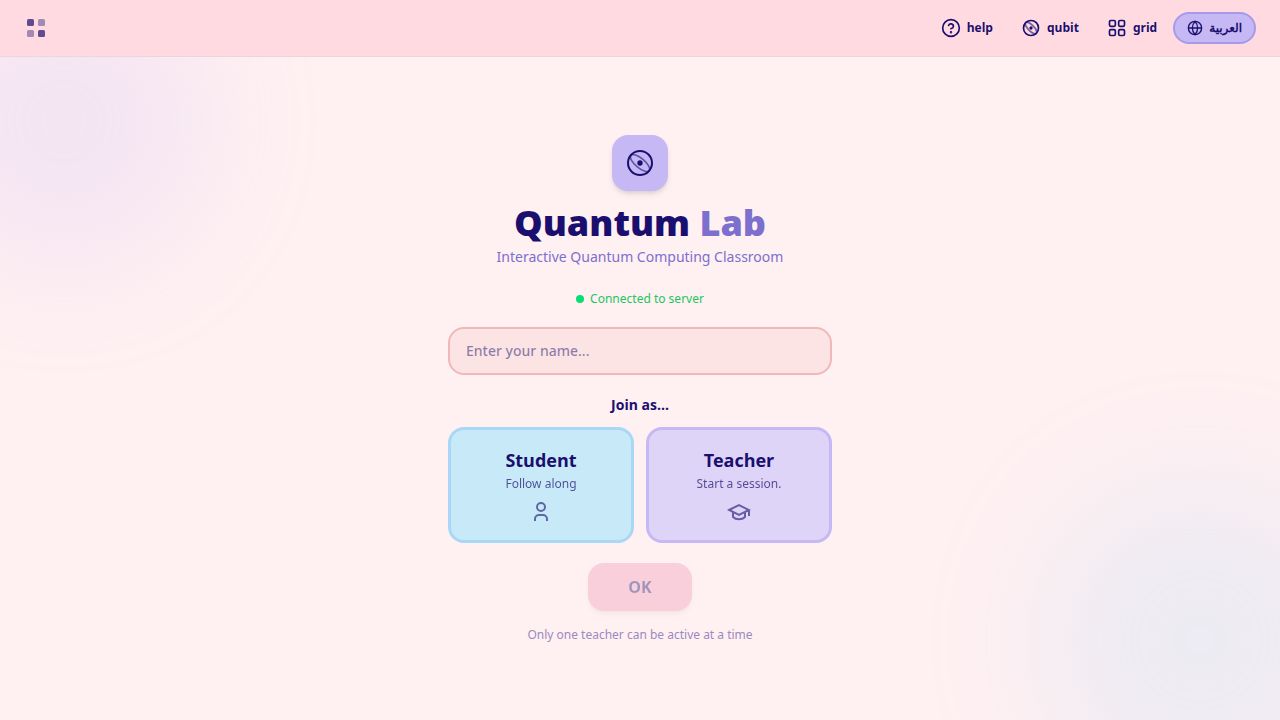 help
qubit
grid
العربية
Quantum Lab
Interactive Quantum Computing Classroom
Connected to server
Enter your name...
Join as...
Student
Follow along
Teacher
Start a session.
OK
Only one teacher can be active at a time